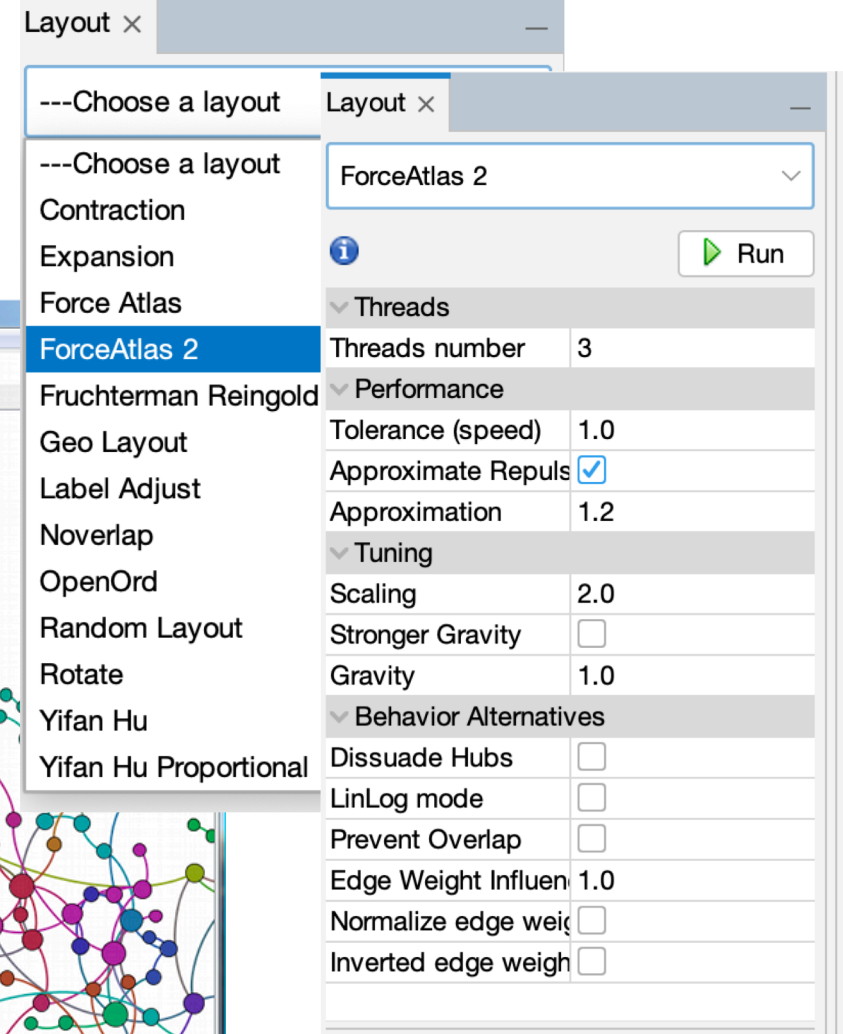 Layout
---Choose a layout
---Choose a layout
Contraction
Expansion
Force Atlas
ForceAtlas 2
Fruchterman Reingold
Geo Layout
Label Adjust
Noverlap
OpenOrd
Random Layout
Rotate
Yifan Hu
Yifan Hu Proportional
Layout
ForceAtlas 2
Run
Threads
Threads number 3
Performance
Tolerance (speed) 1.0
Approximate Repuls
Approximation 1.2
Tuning
Scaling 2.0
Stronger Gravity
Gravity 1.0
Behavior Alternatives
Dissuade Hubs
LinLog mode
Prevent Overlap
Edge Weight Influen 1.0
Normalize edge weig
Inverted edge weigh